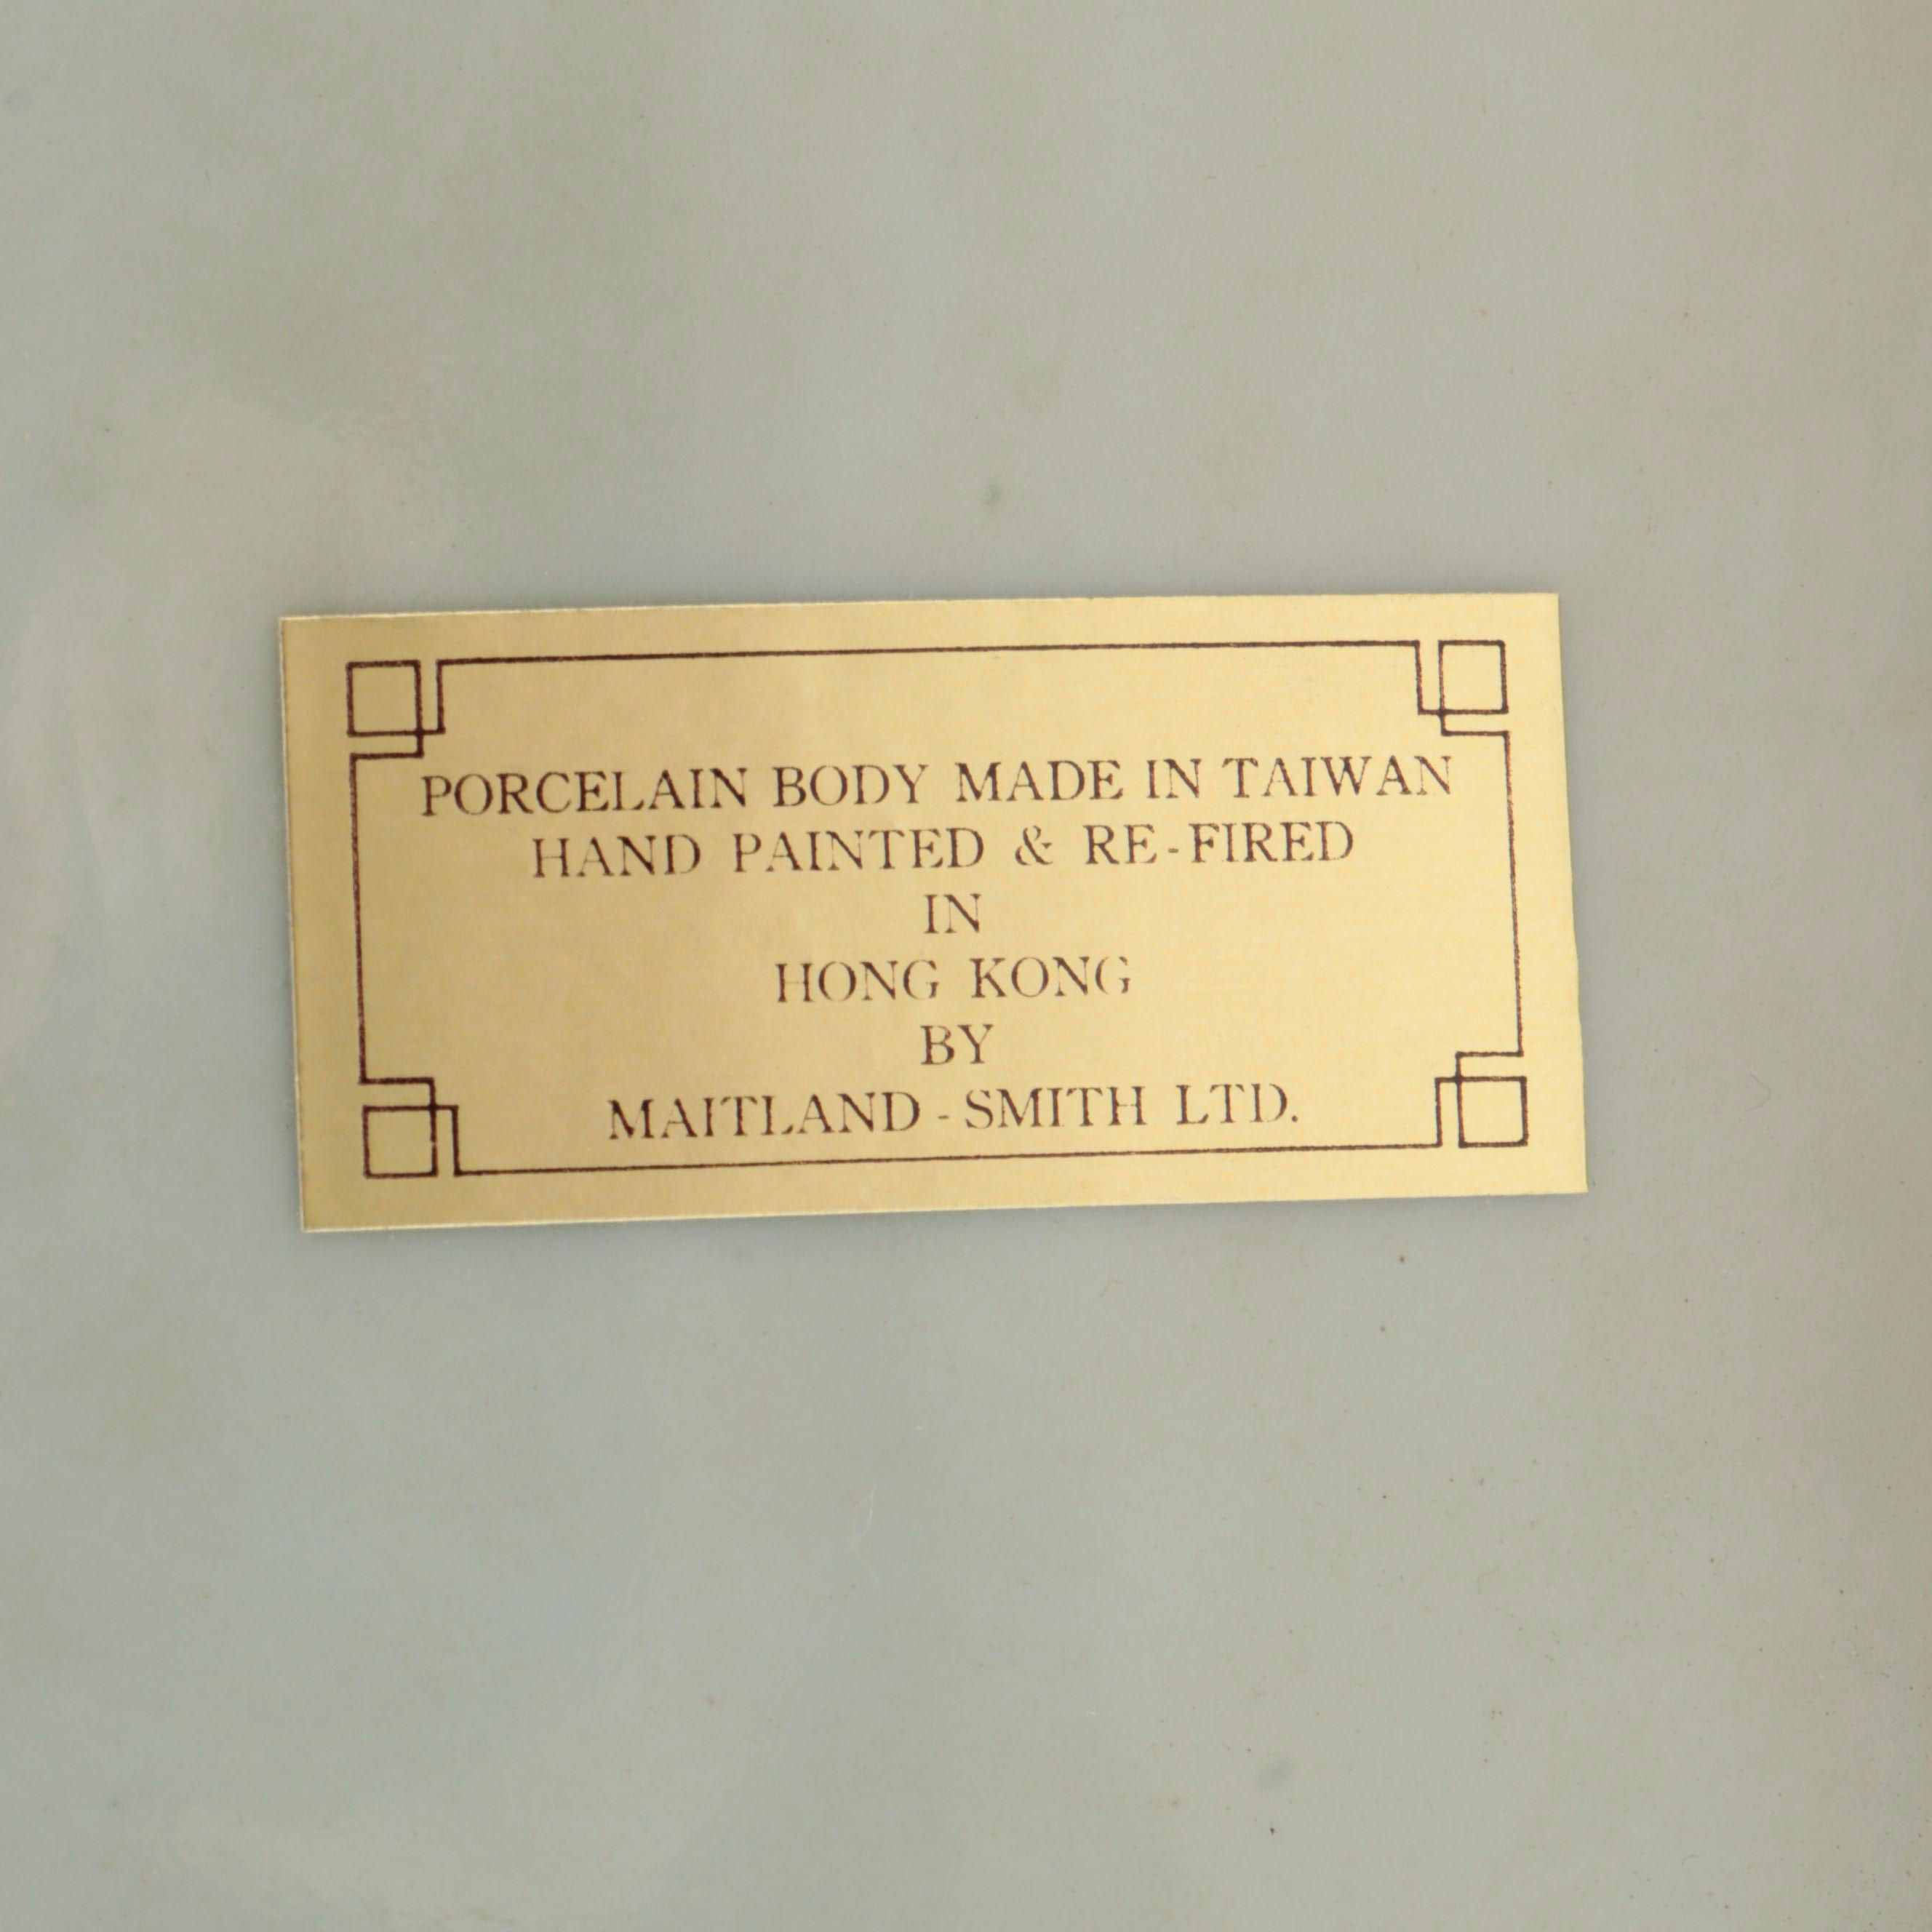 PORCELAIN BODY MADE IN TAIWAN
HAND PAINTED & RE-FIRED
IN
HONG KONG
BY
MAITLAND-SMITH LTD.